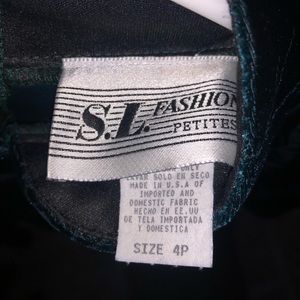 S.L. FASHION
PETITES
ONLY
SOLO EN SECO
MADE IN U.S.A OF
IMPORTED AND
DOMESTIC FABRIC
HECHO EN EE.UU
DE TELA IMPORTADA
Y DOMESTICA
SIZE 4P